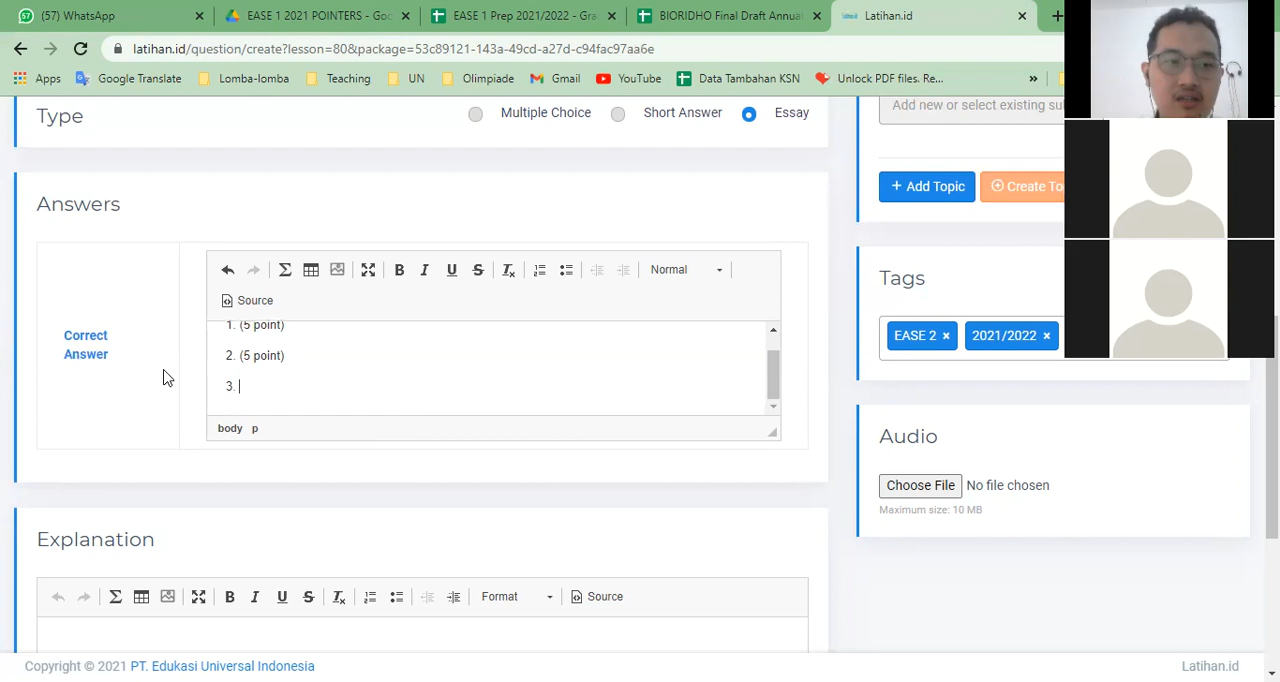 (57) WhatsApp
EASE 1 2021 POINTERS - Goo
EASE 1 Prep 2021/2022 - Gra
BIORIDHO Final Draft Annua
Latihan.id
latihan.id/question/create?lesson=80&package=53c89121-143a-49cd-a27d-c94fac97aa6e
Apps
Google Translate
Lomba-lomba
Teaching
UN
Olimpiade
Gmail
YouTube
Data Tambahan KSN
Unlock PDF files. Re...
»
Type
Multiple Choice
Short Answer
Essay
Add new or select existing su
+ Add Topic
Create To
Answers
Normal
Source
Correct
Answer
1. (5 point)
2. (5 point)
3.
body p
Tags
EASE 2 ×
2021/2022 ×
Audio
Choose File No file chosen
Maximum size: 10 MB
Explanation
Format
Source
Copyright © 2021 PT. Edukasi Universal Indonesia
Latihan.id